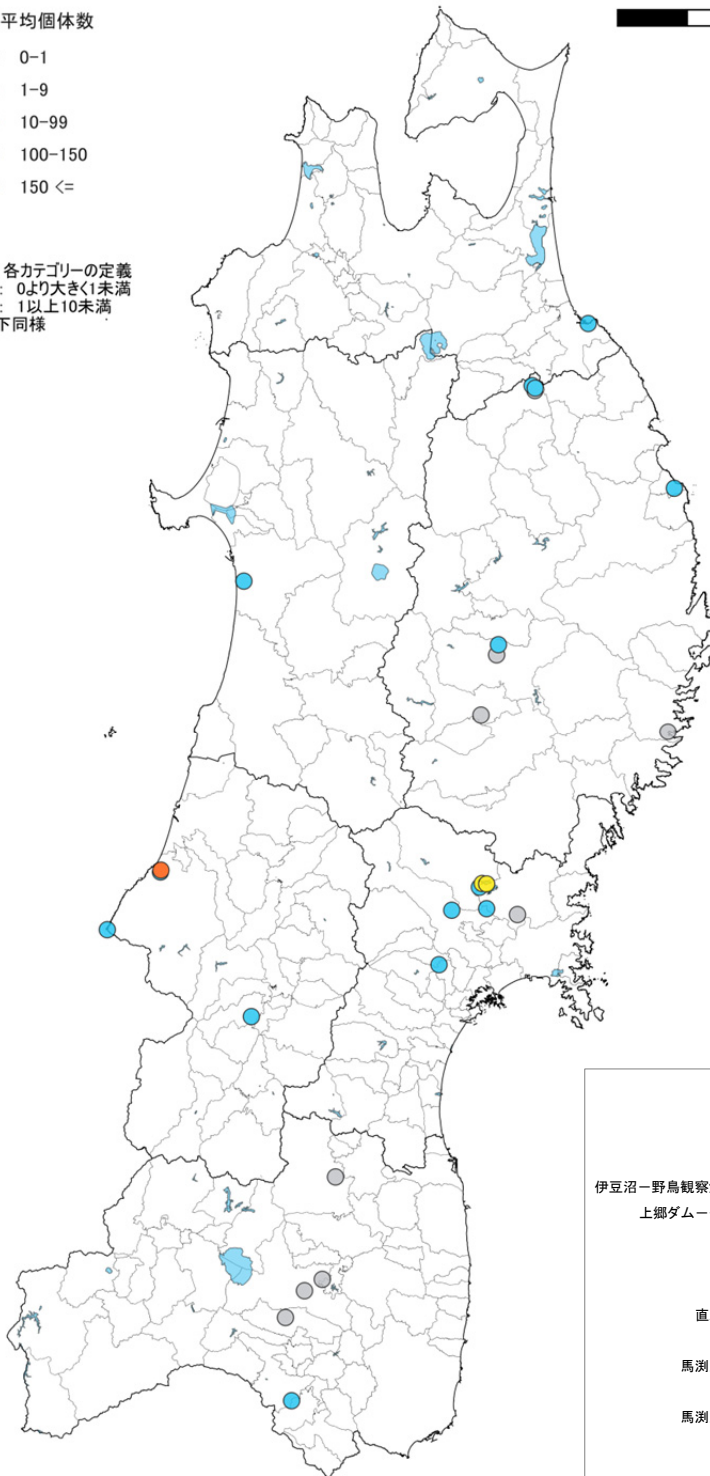 平均個体数
0-1
1-9
10-99
100-150
150 <=
各カテゴリーの定義
: 0より大きく1未満
: 1以上10未満
下同様
伊豆沼ー野鳥観察
上郷ダムー
直
馬渕
馬渕